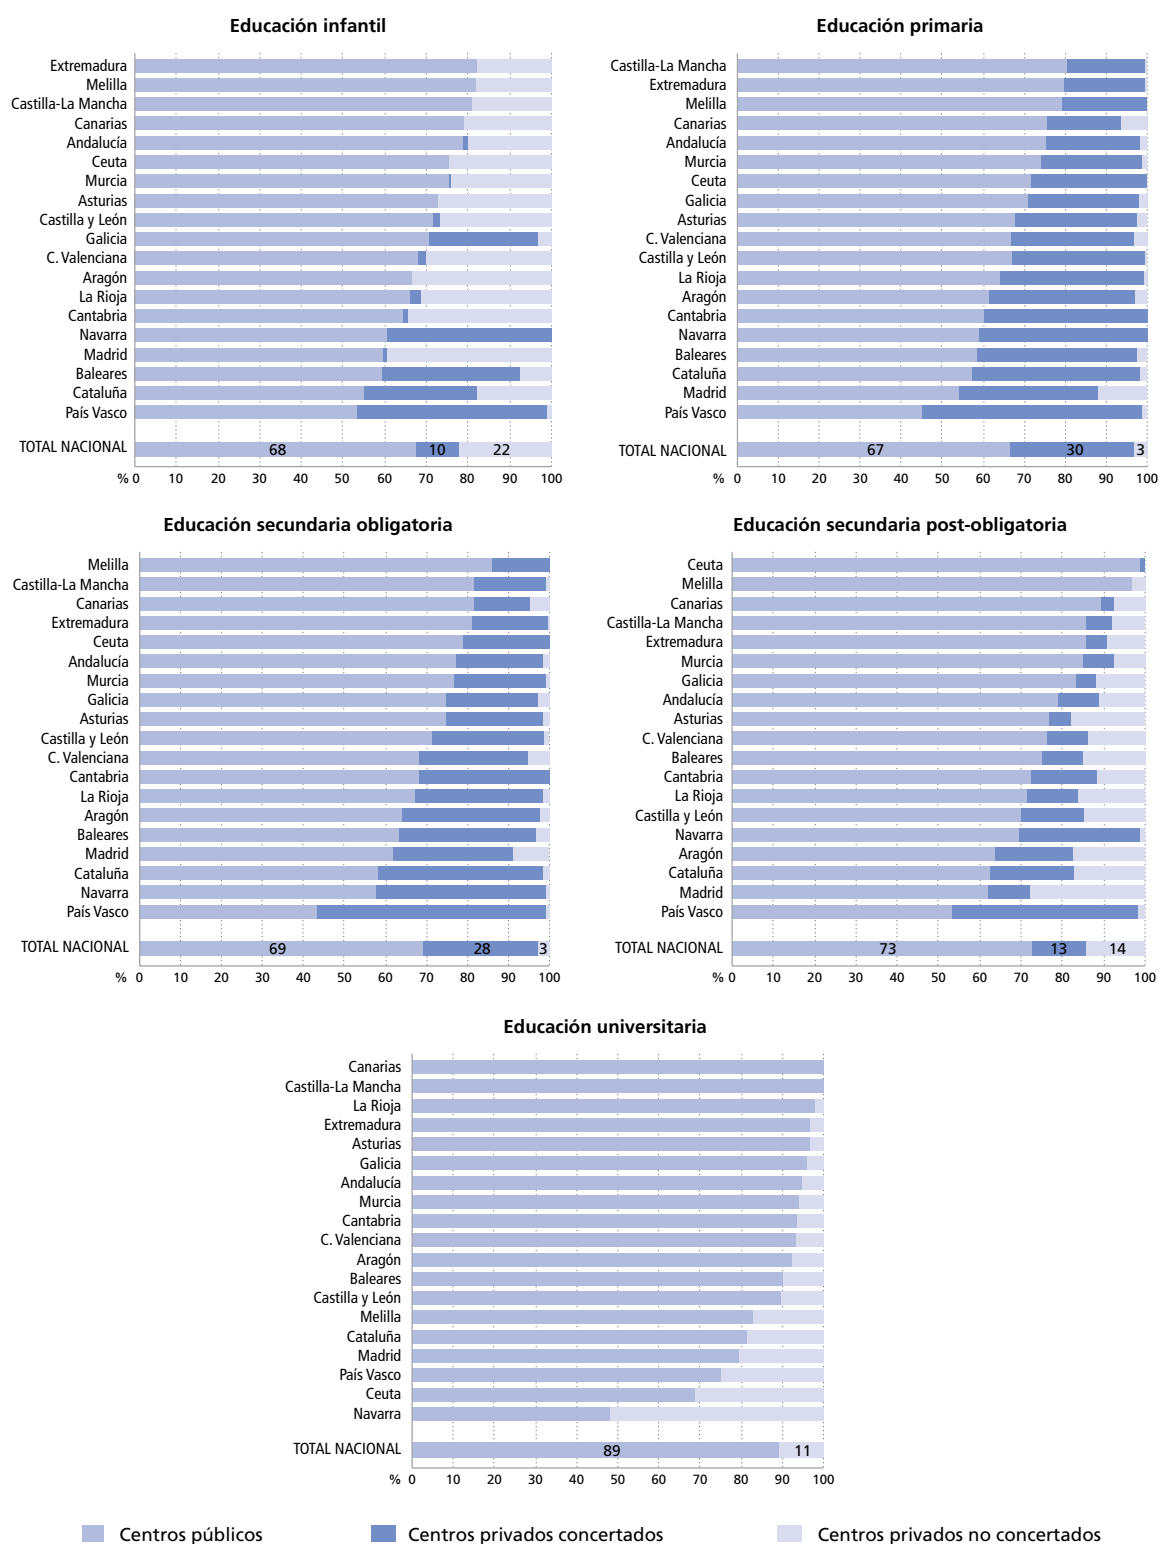 Educación infantil
Extremadura
Melilla
Castilla-La Mancha
Canarias
Andalucía
Ceuta
Murcia
Asturias
Castilla y León
Galicia
C. Valenciana
Aragón
La Rioja
Cantabria
Navarra
Madrid
Baleares
Cataluña
País Vasco
TOTAL NACIONAL 68 10 22
% 0 10 20 30 40 50 60 70 80 90 100
Educación primaria
Castilla-La Mancha
Extremadura
Melilla
Canarias
Andalucía
Murcia
Ceuta
Galicia
Asturias
C. Valenciana
Castilla y León
La Rioja
Aragón
Cantabria
Navarra
Baleares
Cataluña
Madrid
País Vasco
TOTAL NACIONAL 67 30 3
% 0 10 20 30 40 50 60 70 80 90 100
Educación secundaria obligatoria
Melilla
Castilla-La Mancha
Canarias
Extremadura
Ceuta
Andalucía
Murcia
Galicia
Asturias
Castilla y León
C. Valenciana
Cantabria
La Rioja
Aragón
Baleares
Madrid
Cataluña
Navarra
País Vasco
TOTAL NACIONAL 69 28 3
% 0 10 20 30 40 50 60 70 80 90 100
Educación secundaria post-obligatoria
Ceuta
Melilla
Canarias
Castilla-La Mancha
Extremadura
Murcia
Galicia
Andalucía
Asturias
C. Valenciana
Baleares
Cantabria
La Rioja
Castilla y León
Navarra
Aragón
Cataluña
Madrid
País Vasco
TOTAL NACIONAL 73 13 14
% 0 10 20 30 40 50 60 70 80 90 100
Educación universitaria
Canarias
Castilla-La Mancha
La Rioja
Extremadura
Asturias
Galicia
Andalucía
Murcia
Cantabria
C. Valenciana
Aragón
Baleares
Castilla y León
Melilla
Cataluña
Madrid
País Vasco
Ceuta
Navarra
TOTAL NACIONAL 89 11
% 0 10 20 30 40 50 60 70 80 90 100
Centros públicos Centros privados concertados Centros privados no concertados